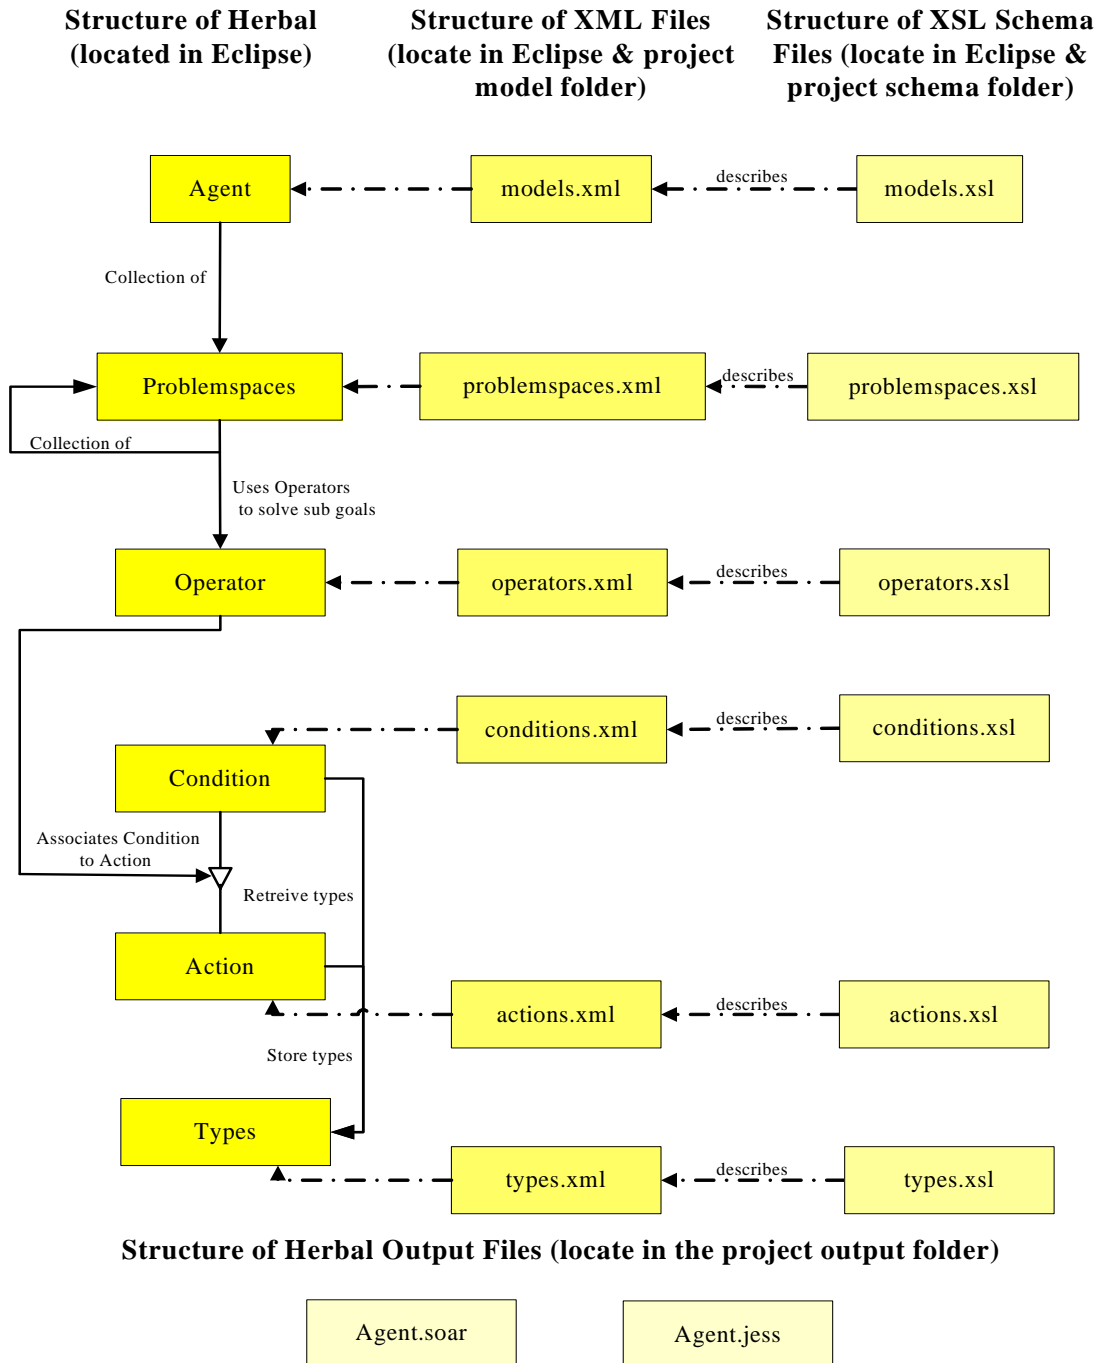 Structure of Herbal
(located in Eclipse)
Structure of XML Files
(locate in Eclipse & project
model folder)
Structure of XSL Schema
Files (locate in Eclipse &
project schema folder)
Agent
models.xml
describes
models.xsl
Collection of
Problemspaces
problemspaces.xml
describes
problemspaces.xsl
Collection of
Uses Operators
to solve sub goals
Operator
operators.xml
describes
operators.xsl
conditions.xml
describes
conditions.xsl
Condition
Associates Condition
to Action
Retreive types
Action
actions.xml
describes
actions.xsl
Store types
Types
types.xml
describes
types.xsl
Structure of Herbal Output Files (locate in the project output folder)
Agent.soar
Agent.jess